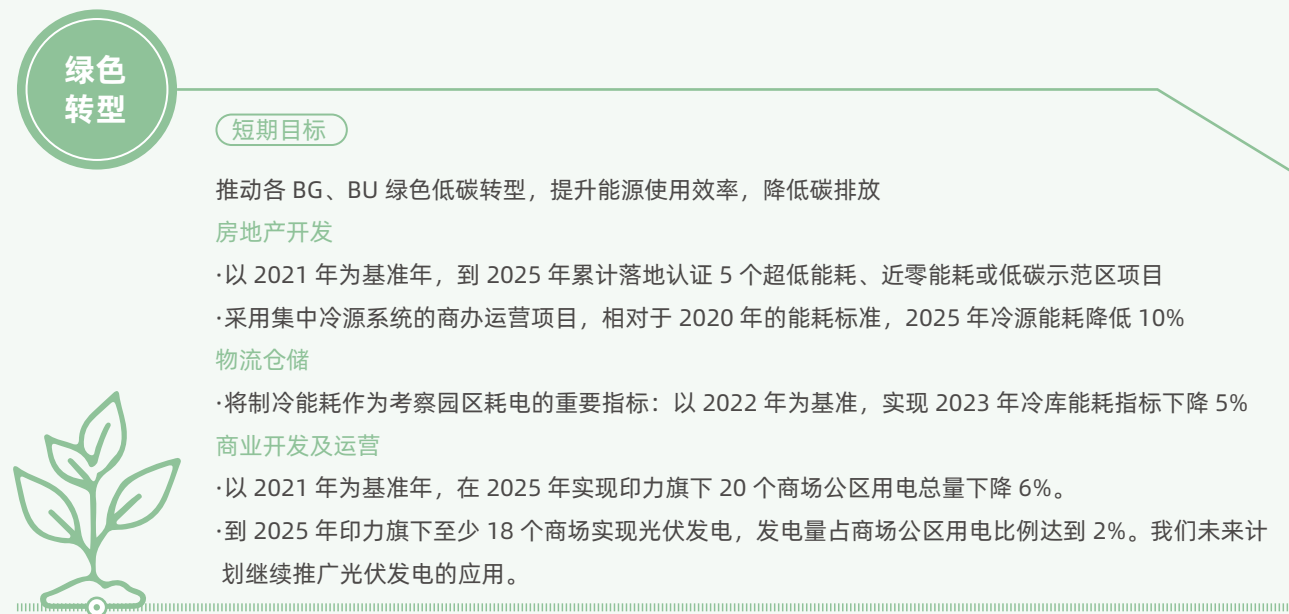 绿色
转型
短期目标
推动各 BG、BU 绿色低碳转型，提升能源使用效率，降低碳排放
房地产开发
·以 2021 年为基准年，到 2025 年累计落地认证 5 个超低能耗、近零能耗或低碳示范区项目
·采用集中冷源系统的商办运营项目，相对于 2020 年的能耗标准，2025 年冷源能耗降低 10%
物流仓储
·将制冷能耗作为考察园区耗电的重要指标：以 2022 年为基准，实现 2023 年冷库能耗指标下降 5%
商业开发及运营
·以 2021 年为基准年，在 2025 年实现印力旗下 20 个商场公区用电总量下降 6%。
·到 2025 年印力旗下至少 18 个商场实现光伏发电，发电量占商场公区用电比例达到 2%。我们未来计
划继续推广光伏发电的应用。